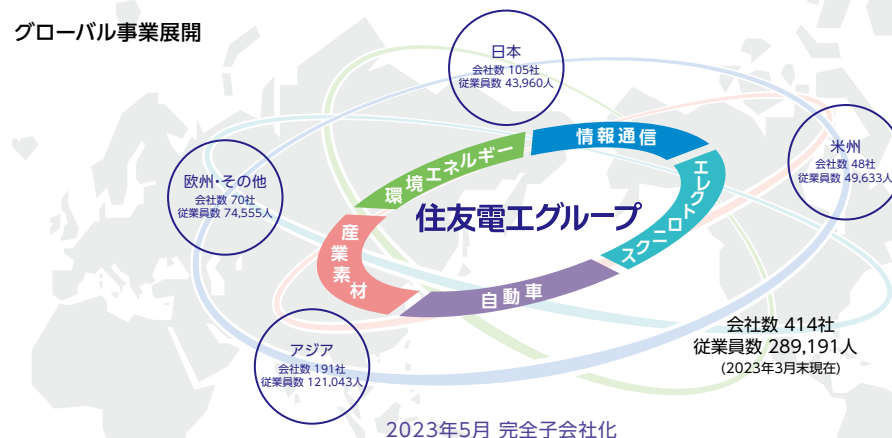 グローバル事業展開
日本
会社数 105社
従業員数 43,960人
米州
会社数 48社
従業員数 49,633人
欧州・その他
会社数 70社
従業員数 74,555人
アジア
会社数 191社
従業員数 121,043人
環境エネルギー
情報通信
エレクトロニクス
自動車
産業素材
住友電工グループ
会社数 414社
従業員数 289,191人
(2023年3月末現在)
2023年5月 完全子会社化